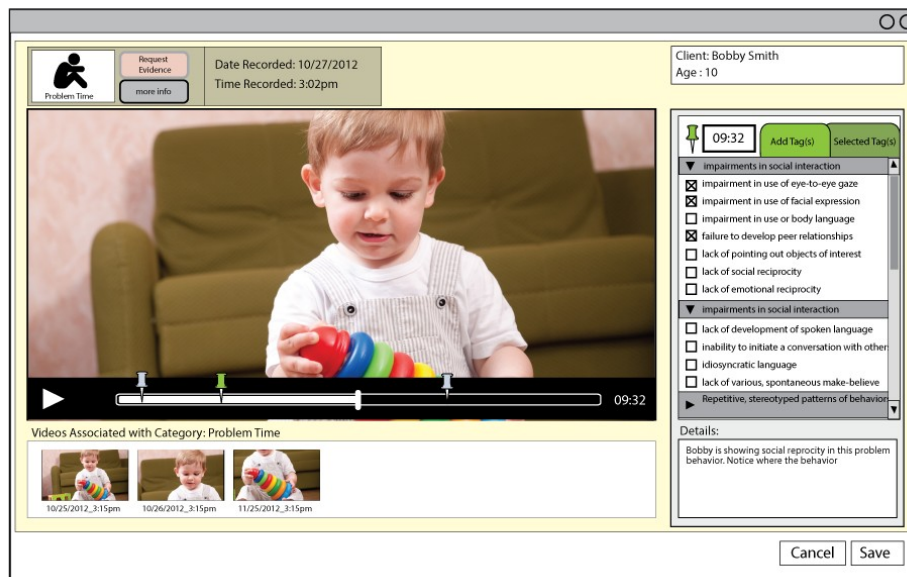 Problem Time
Request
Evidence
more info
Date Recorded: 10/27/2012
Time Recorded: 3:02pm
Client: Bobby Smith
Age : 10
09:32
Add Tag(s)
Selected Tag(s)
impairments in social interaction
impairment in use of eye-to-eye gaze
impairment in use of facial expression
impairment in use or body language
failure to develop peer relationships
lack of pointing out objects of interest
lack of social reciprocity
lack of emotional reciprocity
impairments in social interaction
lack of development of spoken language
inability to initiate a conversation with other
idiosyncratic language
lack of various, spontaneous make-believe
Repetitive, stereotyped patterns of behavior
09:32
Videos Associated with Category: Problem Time
10/25/2012_3:15pm
10/26/2012_3:15pm
11/25/2012_3:15pm
Details:
Bobby is showing social reprocity in this problem
behavior. Notice where the behavior
Cancel
Save